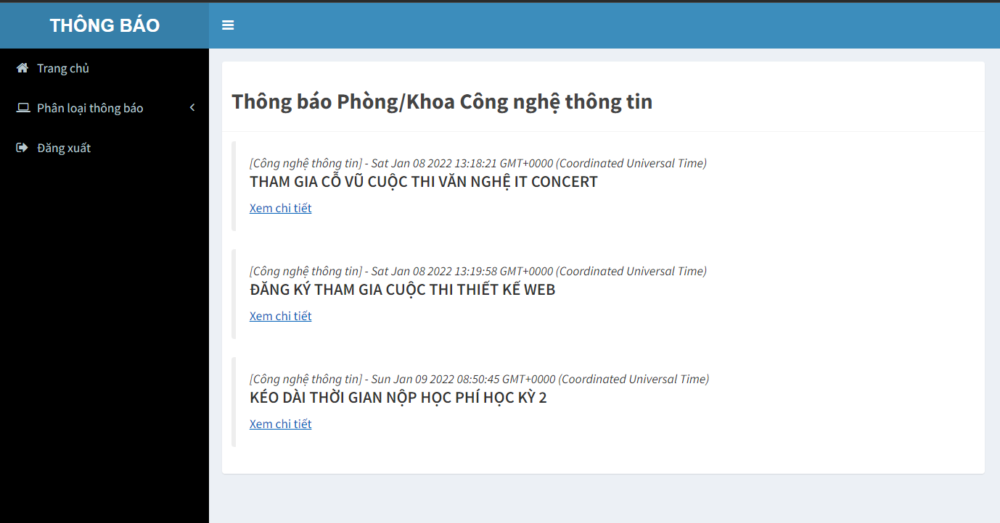 THÔNG BÁO
Trang chủ
Phân loại thông báo
Đăng xuất
Thông báo Phòng/Khoa Công nghệ thông tin
[Công nghệ thông tin] - Sat Jan 08 2022 13:18:21 GMT+0000 (Coordinated Universal Time)
THAM GIA CỖ VŨ CUỘC THI VĂN NGHỆ IT CONCERT
Xem chi tiết
[Công nghệ thông tin] - Sat Jan 08 2022 13:19:58 GMT+0000 (Coordinated Universal Time)
ĐĂNG KÝ THAM GIA CUỘC THI THIẾT KẾ WEB
Xem chi tiết
[Công nghệ thông tin] - Sun Jan 09 2022 08:50:45 GMT+0000 (Coordinated Universal Time)
KÉO DÀI THỜI GIAN NỘP HỌC PHÍ HỌC KỲ 2
Xem chi tiết